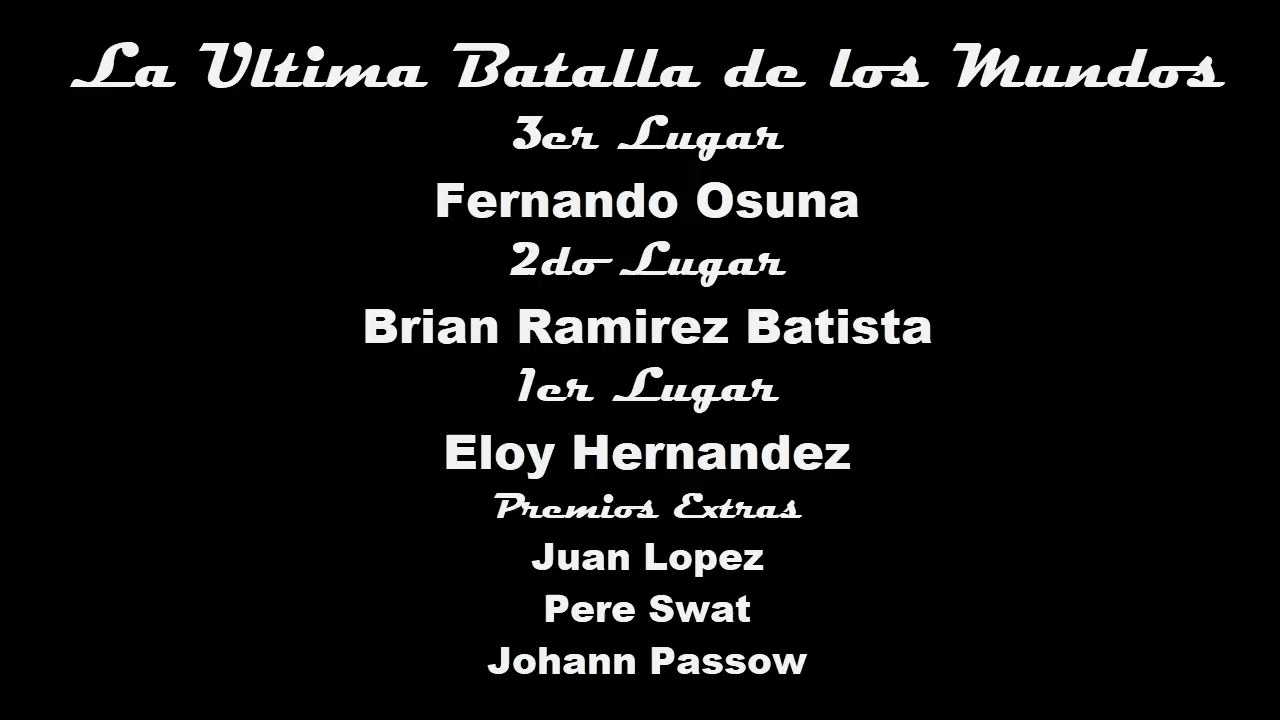 La Ultima Batalla de los Mundos
3er Lugar
Fernando Osuna
2do Lugar
Brian Ramirez Batista
1er Lugar
Eloy Hernandez
Premios Extras
Juan Lopez
Pere Swat
Johann Passow